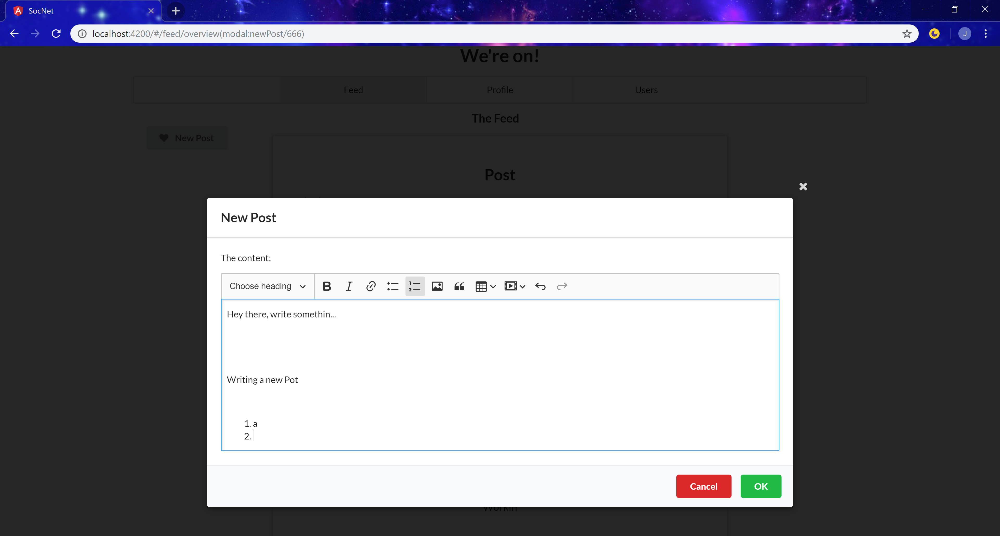 SocNet
localhost:4200/#/feed/overview(modal:newPost/666)
J
We're on!
Feed Profile Users
The Feed
New Post
Post
New Post
The content:
Choose heading B I
Hey there, write somethin...
Writing a new Pot
1. a
2.
Cancel OK
Workin